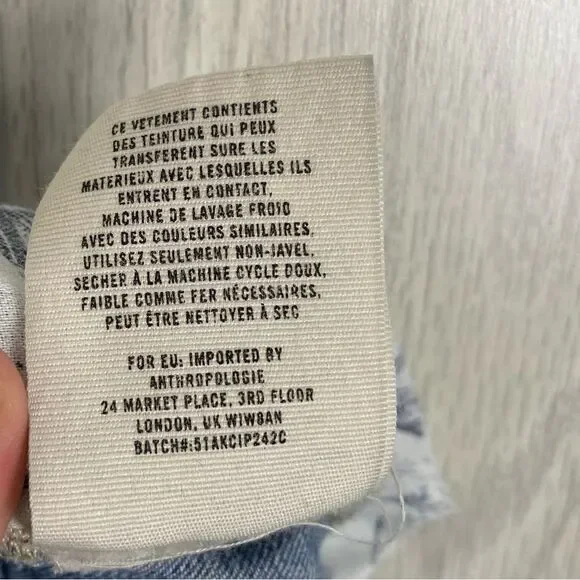 CE VETEMENT CONTIENTS
DES TEINTURE QUI PEUX
TRANSFERENT SURE LES
MATERIEUX AVEC LESQUELLES ILS
ENTRENT EN CONTACT,
MACHINE DE LAVAGE FROID
AVEC DES COULEURS SIMILAIRES,
UTILISEZ SEULEMENT NON-JAVEL,
SECHER À LA MACHINE CYCLE DOUX,
FAIBLE COMME FER NÉCESSAIRES,
PEUT ÊTRE NETTOYER À SEC
FOR EU: IMPORTED BY
ANTHROPOLOGIE
24 MARKET PLACE, 3RD FLOOR
LONDON, UK W1W8AN
BATCH#:51AKCIP242C